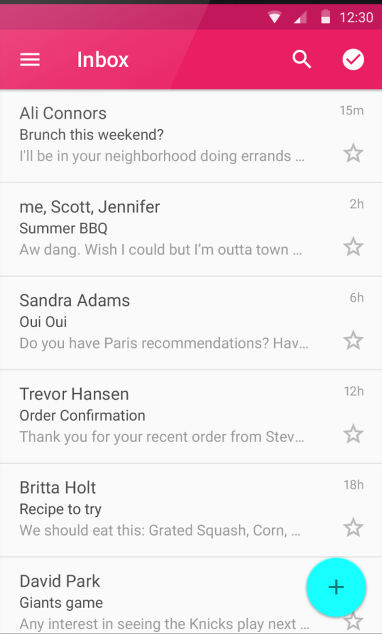 12:30
Inbox
Ali Connors 15m
Brunch this weekend?
I'll be in your neighborhood doing errands ...
me, Scott, Jennifer 2h
Summer BBQ
Aw dang. Wish I could but I'm outta town ...
Sandra Adams 6h
Oui Oui
Do you have Paris recommendations? Hav...
Trevor Hansen 12h
Order Confirmation
Thank you for your recent order from Stev...
Britta Holt 18h
Recipe to try
We should eat this: Grated Squash, Corn, ...
David Park
Giants game
Any interest in seeing the Knicks play next ...